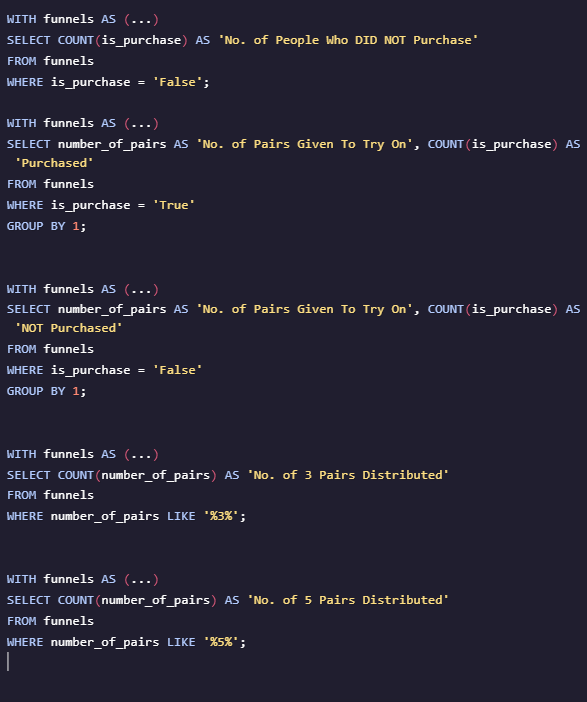 WITH funnels AS (...)
SELECT COUNT(is_purchase) AS 'No. of People Who DID NOT Purchase'
FROM funnels
WHERE is_purchase = 'False';
WITH funnels AS (...)
SELECT number_of_pairs AS 'No. of Pairs Given To Try On', COUNT(is_purchase) AS
'Purchased'
FROM funnels
WHERE is_purchase = 'True'
GROUP BY 1;
WITH funnels AS (...)
SELECT number_of_pairs AS 'No. of Pairs Given To Try On', COUNT(is_purchase) AS
'NOT Purchased'
FROM funnels
WHERE is_purchase = 'False'
GROUP BY 1;
WITH funnels AS (...)
SELECT COUNT(number_of_pairs) AS 'No. of 3 Pairs Distributed'
FROM funnels
WHERE number_of_pairs LIKE '%3%';
WITH funnels AS (...)
SELECT COUNT(number_of_pairs) AS 'No. of 5 Pairs Distributed'
FROM funnels
WHERE number_of_pairs LIKE '%5%';